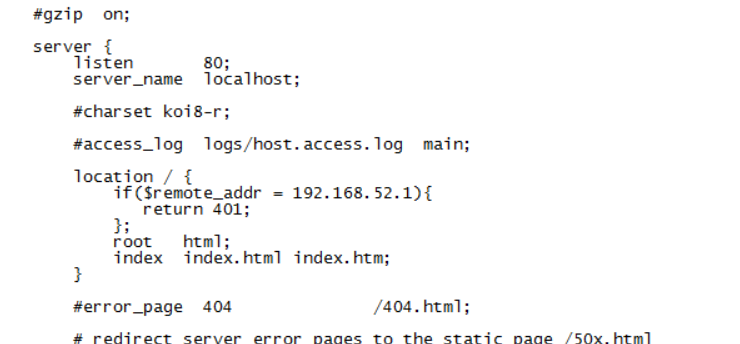 #gzip  on;
server {
listen       80;
server_name  localhost;
#charset koi8-r;
#access_log  logs/host.access.log  main;
location / {
if($remote_addr = 192.168.52.1){
return 401;
};
root   html;
index  index.html index.htm;
}
#error_page  404              /404.html;
# redirect server error pages to the static page /50x.html